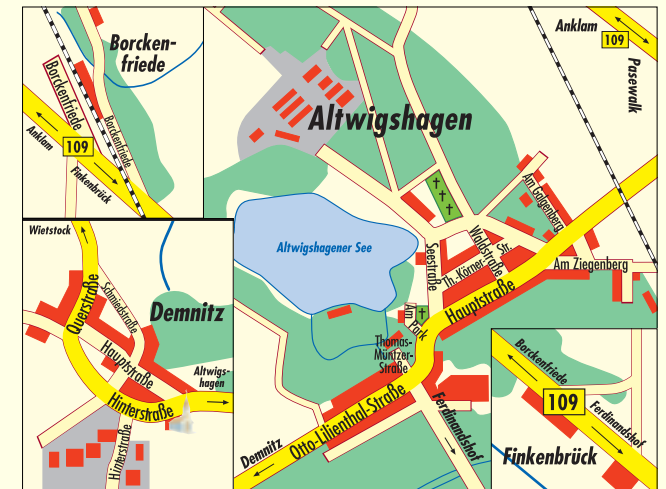 Borcken-
friede
Borckenfriede
Borckenfriede
Anklam
109
Finkenbrück
Altwigshagen
Anklam
109
Pasewalk
Am Galgenberg
Altwigshagener See
Seestraße
Waldstraße
Th.-Körner-
Str.
Am Ziegenberg
Hauptstraße
Am
Park
Thomas-
Müntzer-
Straße
Otto-Lilienthal-Straße
Demnitz
Ferdinandshof
Wietstock
Querstraße
Schmiedstraße
Demnitz
Hauptstraße
Altwigs-
hagen
Hinterstraße
Hinterstraße
Borckenfriede
109
Ferdinandshof
Finkenbrück